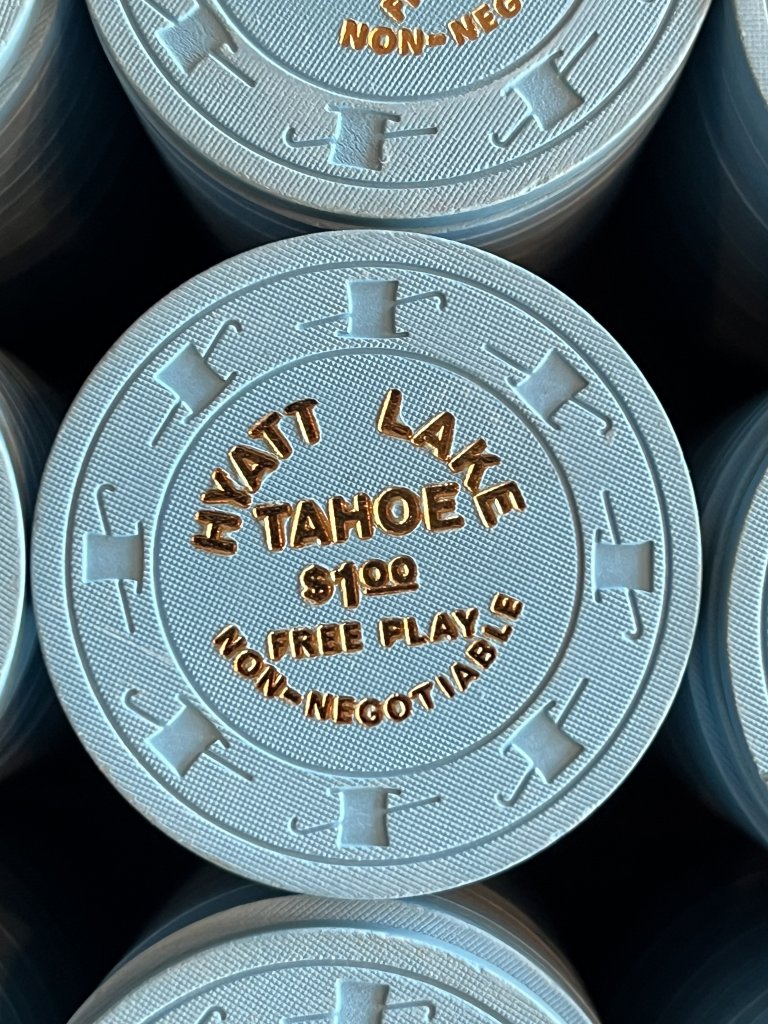 NON-NEG
HYATT LAKE
TAHOE
$1.00
FREE PLAY
NON-NEGOTIABLE